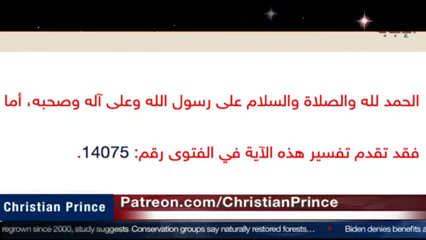 الحمد لله والصلاة والسلام على رسول الله وعلى آله وصحبه، أما
فقد تقدم تفسير هذه الآية في الفتوى رقم: 14075.
Christian Prince
Patreon.com/ChristianPrince
regrown since 2000, study suggests Conservation groups say naturally restored forests… Biden denies benefits a